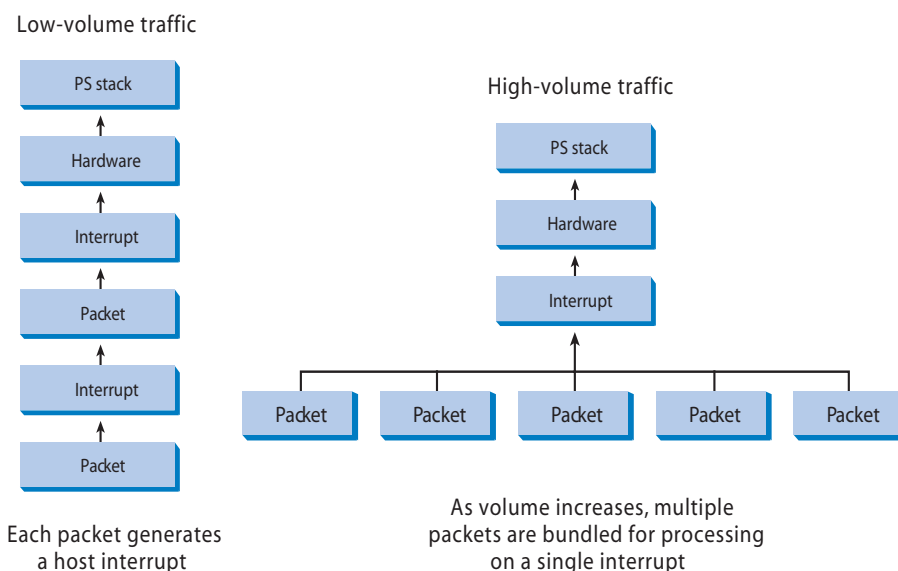 Low-volume traffic
PS stack
Hardware
Interrupt
Packet
Interrupt
Packet
Each packet generates
a host interrupt
High-volume traffic
PS stack
Hardware
Interrupt
Packet
Packet
Packet
Packet
Packet
As volume increases, multiple
packets are bundled for processing
on a single interrupt